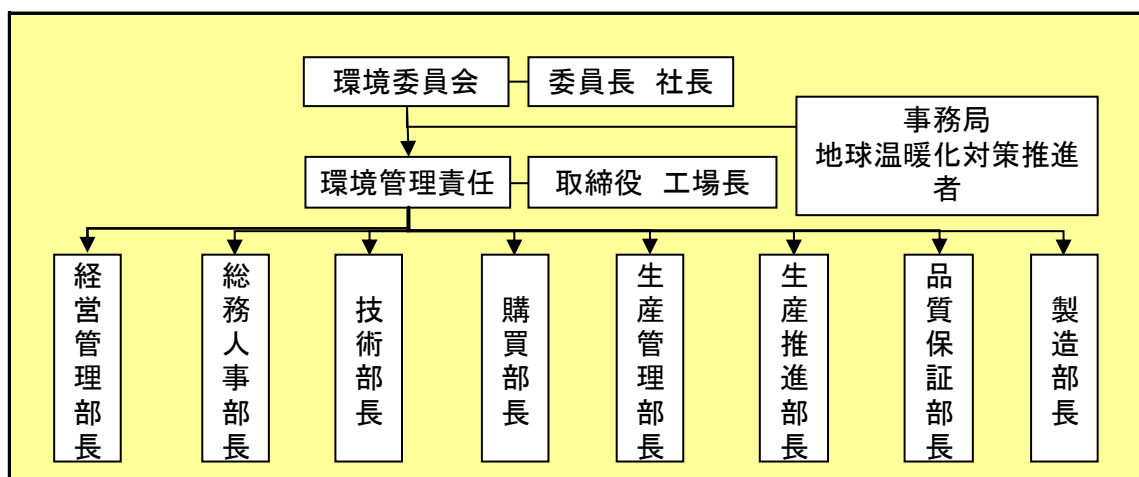 環境委員会
委員長 社長
事務局
地球温暖化対策推進
者
環境管理責任
取締役 工場長
経営管理部長
総務人事部長
技術部長
購買部長
生産管理部長
生産推進部長
品質保証部長
製造部長